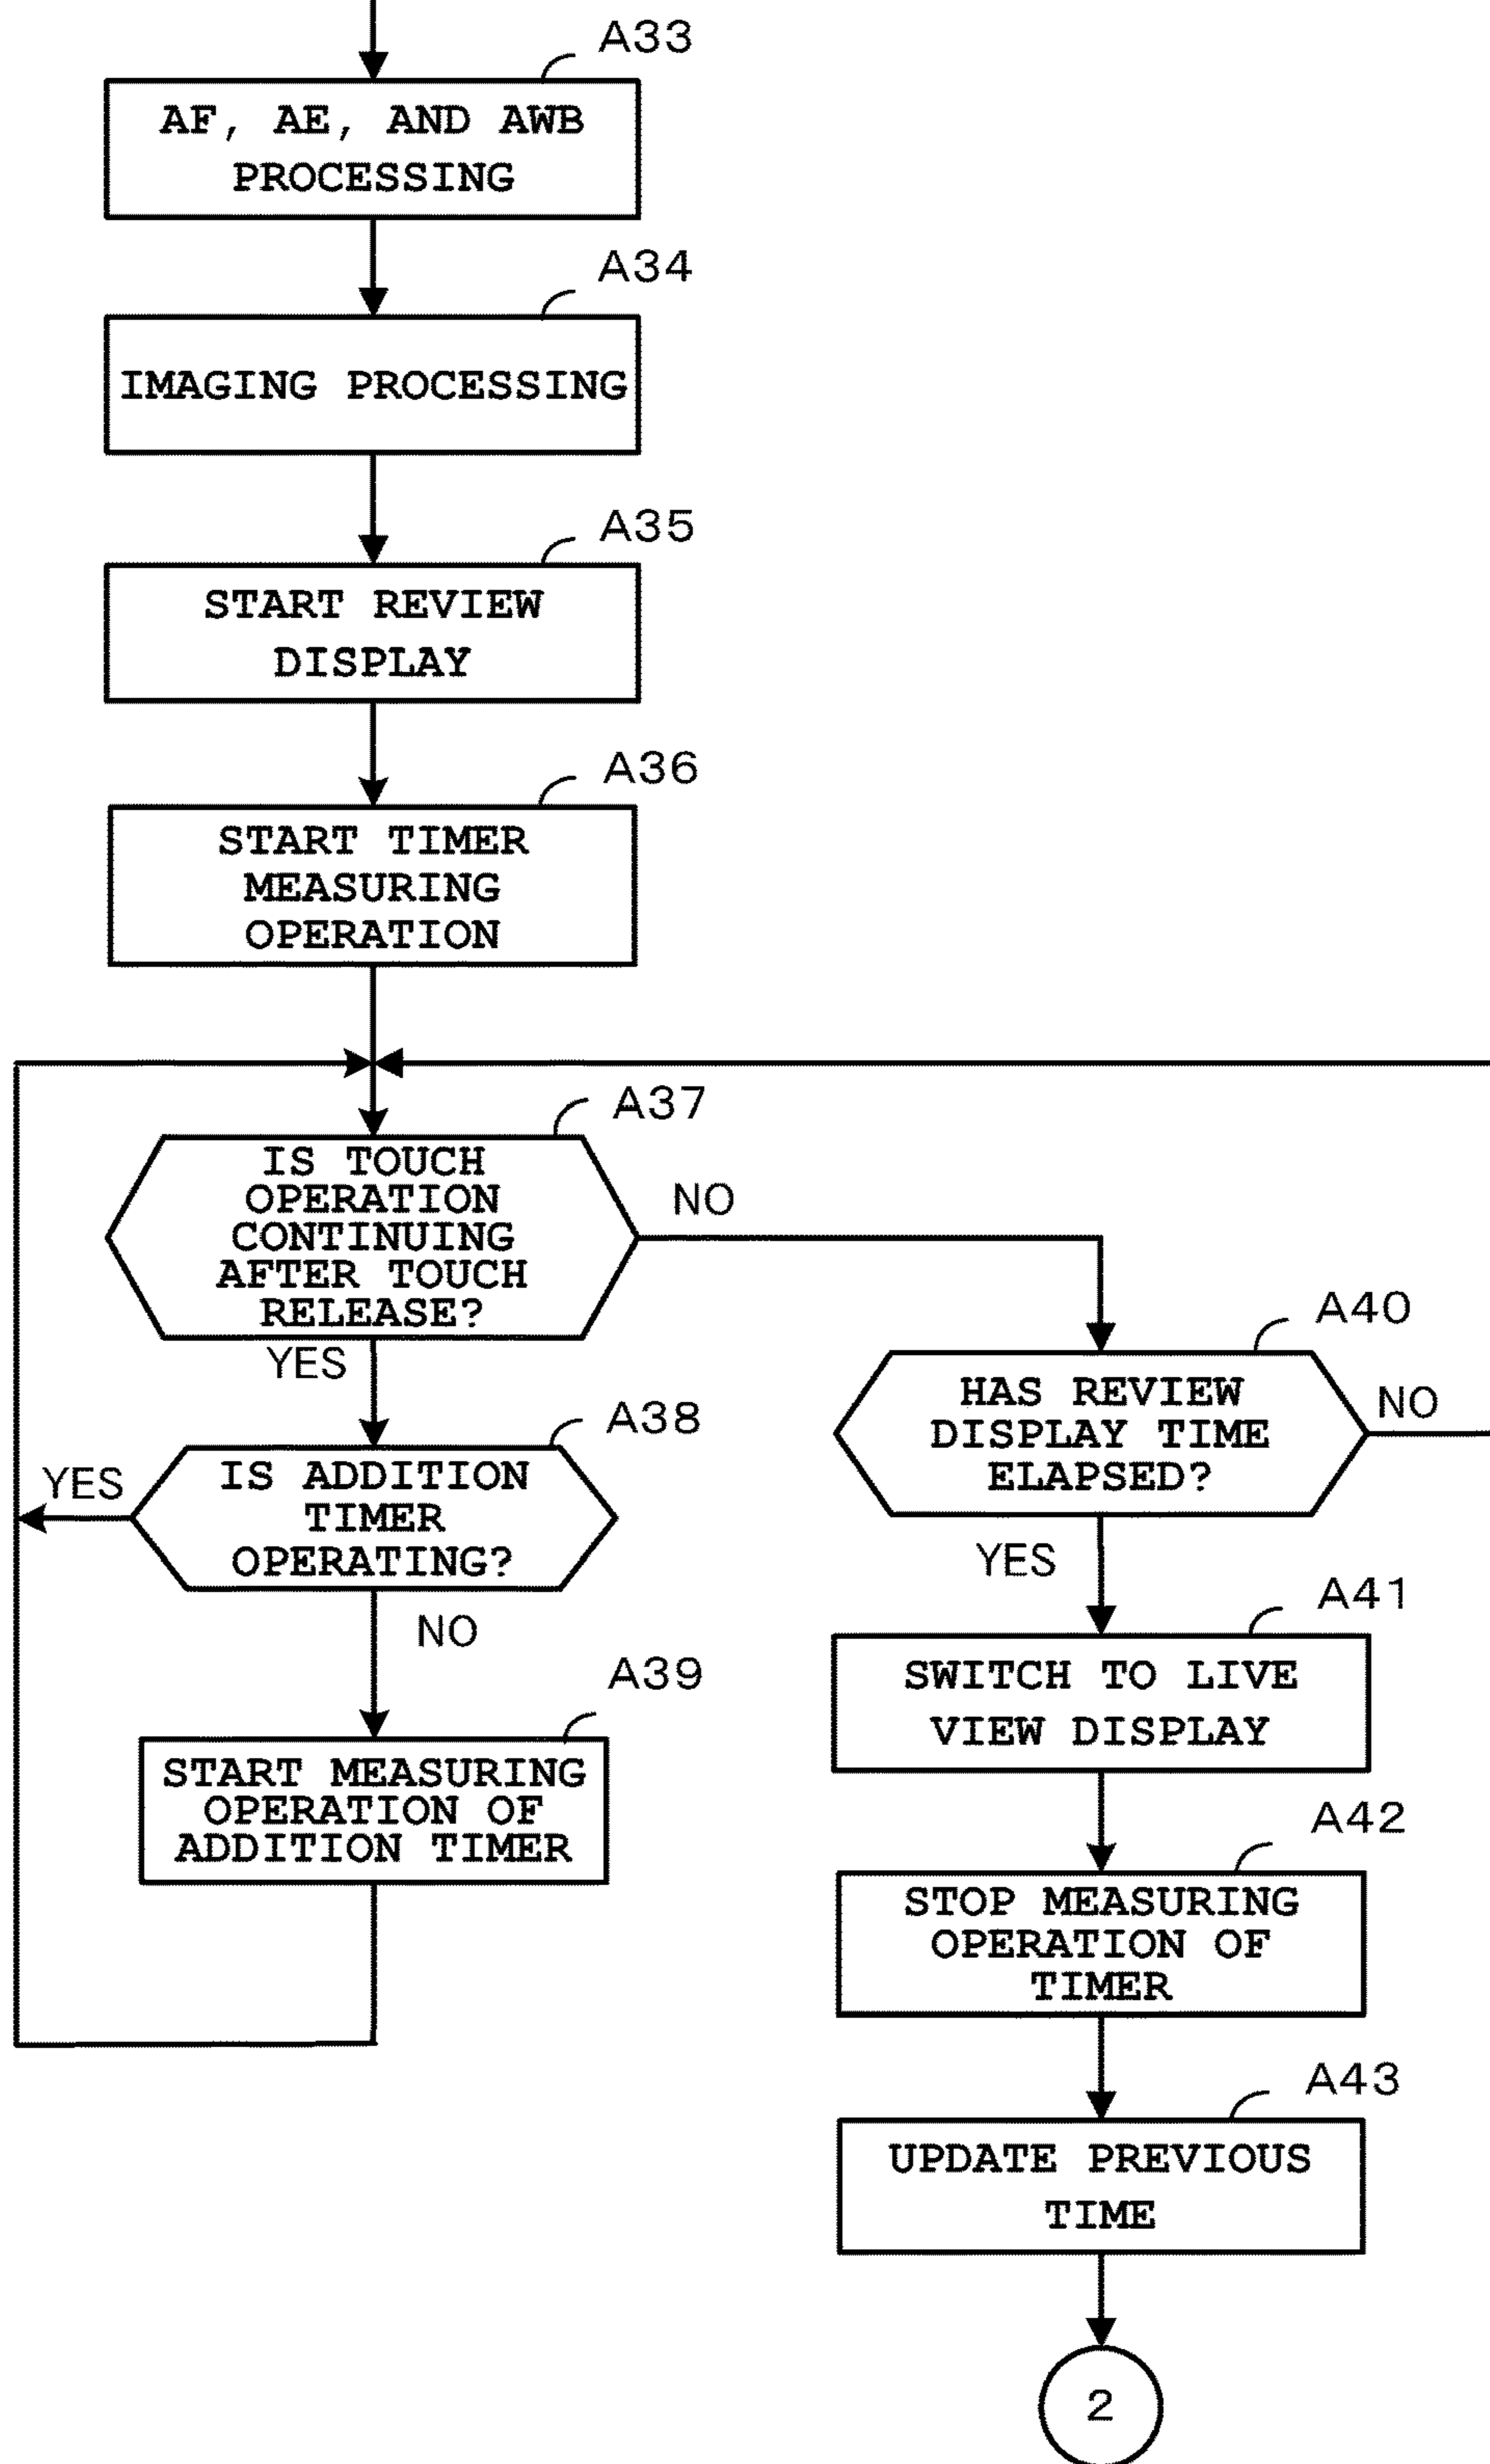 A33
AF, AE, AND AWB
PROCESSING
A34
IMAGING PROCESSING
A35
START REVIEW
DISPLAY
A36
START TIMER
MEASURING
OPERATION
A37
IS TOUCH
OPERATION
CONTINUING
AFTER TOUCH
RELEASE?
NO
YES
A38
IS ADDITION
TIMER
OPERATING?
YES
NO
A39
START MEASURING
OPERATION OF
ADDITION TIMER
A40
HAS REVIEW
DISPLAY TIME
ELAPSED?
NO
YES
A41
SWITCH TO LIVE
VIEW DISPLAY
A42
STOP MEASURING
OPERATION OF
TIMER
A43
UPDATE PREVIOUS
TIME
2